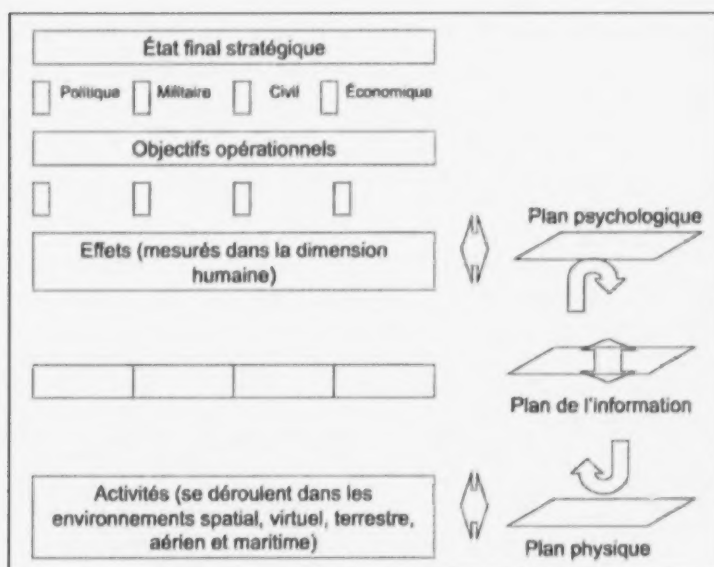 État final stratégique
Politique Militaire Civil Économique
Objectifs opérationnels
Plan psychologique
Effets (mesurés dans la dimension
humaine)
Plan de l'information
Activités (se déroulent dans les
environnements spatial, virtuel, terrestre,
aérien et maritime)
Plan physique